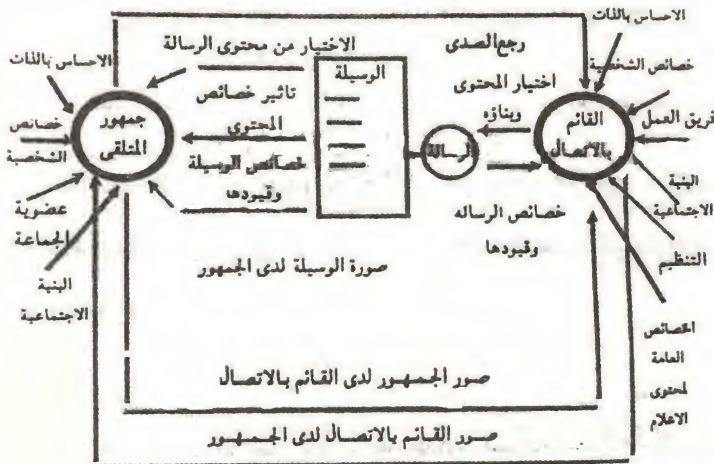 الاحساس بالذات
خصائص الشخصية
فريق العمل
البنية
الاجتماعية
التنظيم
الخصائص
العامة
لمحتوى
الاعلام
القائم
بالاتصال
رجع الصدى
اختيار المحتوى
وبناؤه
الرسالة
خصائص الرساله
وقيودها
الوسيلة
الاختيار من محتوى الرسالة
تاثير خصائص
المحتوى
خصائص الوسيلة
وقيودها
صورة الوسيلة لدى الجمهور
جمهور
المتلقى
الاحساس بالذات
خصائص
الشخصية
عضوية
الجماعة
البنية
الاجتماعية
صور الجمهور لدى القائم بالاتصال
صور القائم بالاتصال لدى الجمهور